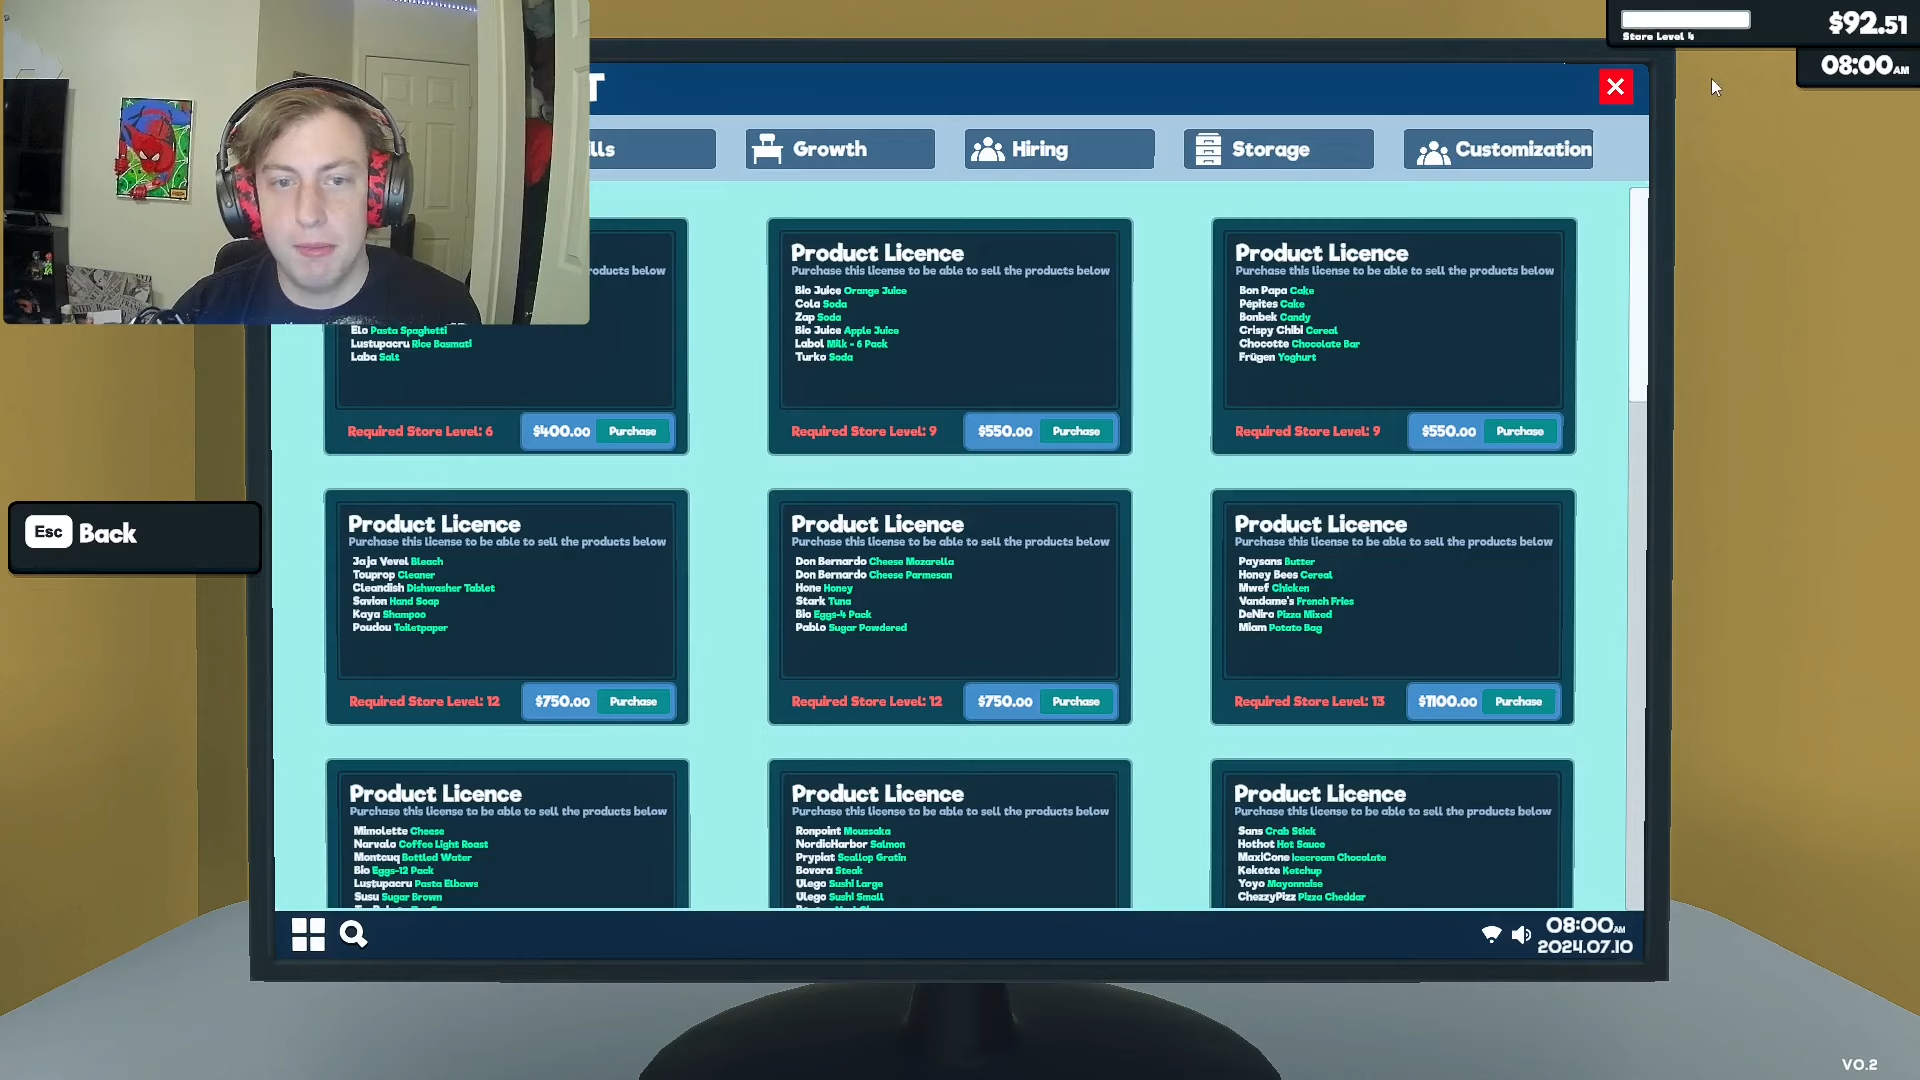 $92.51
Store Level 4
08:00AM
T
lls
Growth
Hiring
Storage
Customization
roducts below
Elo Pasta Spaghetti
Lustupacru Rice Basmati
Laba Salt
Required Store Level: 6
$400.00 Purchase
Product Licence
Purchase this license to be able to sell the products below
Bio Juice Orange Juice
Cola Soda
Zap Soda
Bio Juice Apple Juice
Labol Milk - 6 Pack
Turko Soda
Required Store Level: 9
$550.00 Purchase
Product Licence
Purchase this license to be able to sell the products below
Bon Papa Cake
Pépites Cake
Bonbek Candy
Crispy Chibi Cereal
Chocotte Chocolate Bar
Frügen Yoghurt
Required Store Level: 9
$550.00 Purchase
Esc Back
Product Licence
Purchase this license to be able to sell the products below
Jaja Vevel Bleach
Touprop Cleaner
Cleandish Dishwasher Tablet
Savion Hand Soap
Kaya Shampoo
Poudou Toiletpaper
Required Store Level: 12
$750.00 Purchase
Product Licence
Purchase this license to be able to sell the products below
Don Bernardo Cheese Mozarella
Don Bernardo Cheese Parmesan
Hone Honey
Stark Tuna
Bio Eggs-4 Pack
Pablo Sugar Powdered
Required Store Level: 12
$750.00 Purchase
Product Licence
Purchase this license to be able to sell the products below
Paysans Butter
Honey Bees Cereal
Mwef Chicken
Vandame's French Fries
DeNiro Pizza Mixed
Miam Potato Bag
Required Store Level: 13
$1100.00 Purchase
Product Licence
Purchase this license to be able to sell the products below
Mimolette Cheese
Narvalo Coffee Light Roast
Montcuq Bottled Water
Bio Eggs-12 Pack
Lustupacru Pasta Elbows
Susu Sugar Brown
Product Licence
Purchase this license to be able to sell the products below
Ronpoint Moussaka
NordicHarbor Salmon
Prypiat Scallop Gratin
Bovora Steak
Ulego Sushi Large
Ulego Sushi Small
Product Licence
Purchase this license to be able to sell the products below
Sans Crab Stick
Hothot Hot Sauce
MaxiCone Icecream Chocolate
Kekette Ketchup
Yoyo Mayonnaise
ChezzyPizz Pizza Cheddar
08:00AM
2024.07.10
V0.2